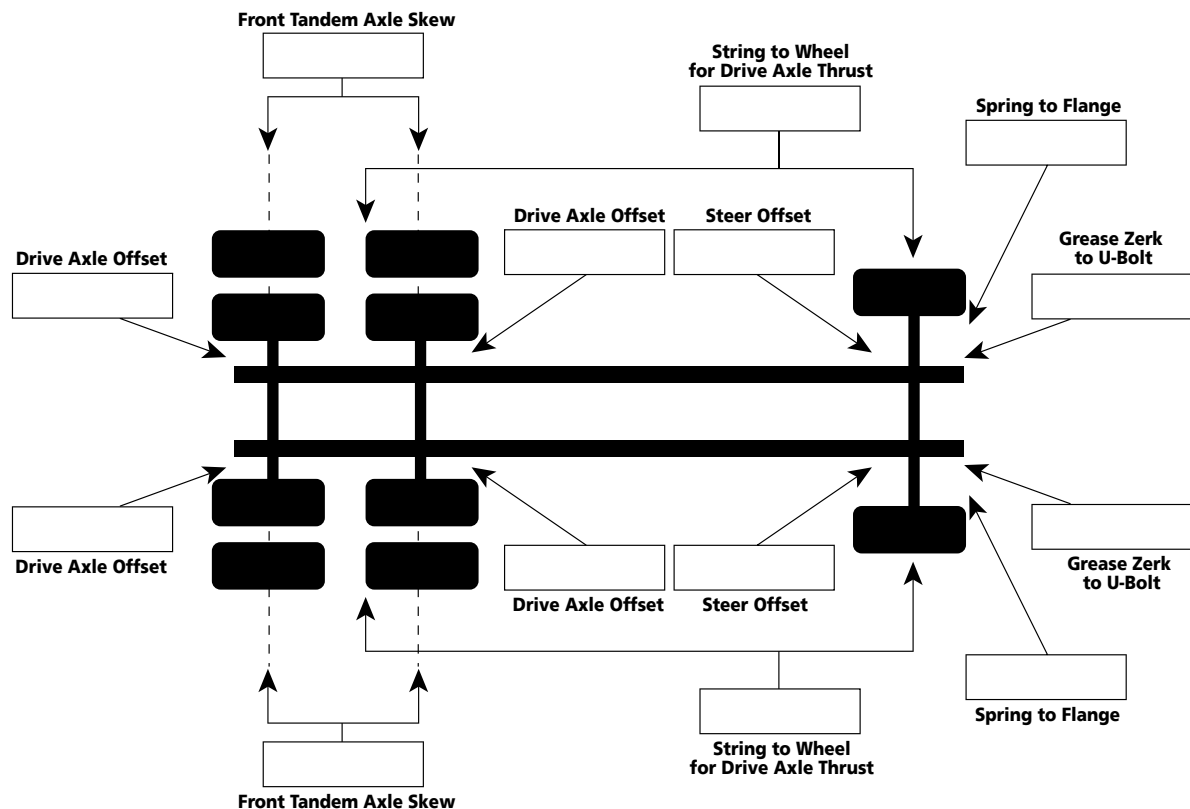 Front Tandem Axle Skew
String to Wheel
for Drive Axle Thrust
Spring to Flange
Drive Axle Offset
Steer Offset
Grease Zerk
to U-Bolt
Drive Axle Offset
Drive Axle Offset
Drive Axle Offset
Steer Offset
Grease Zerk
to U-Bolt
Spring to Flange
String to Wheel
for Drive Axle Thrust
Front Tandem Axle Skew